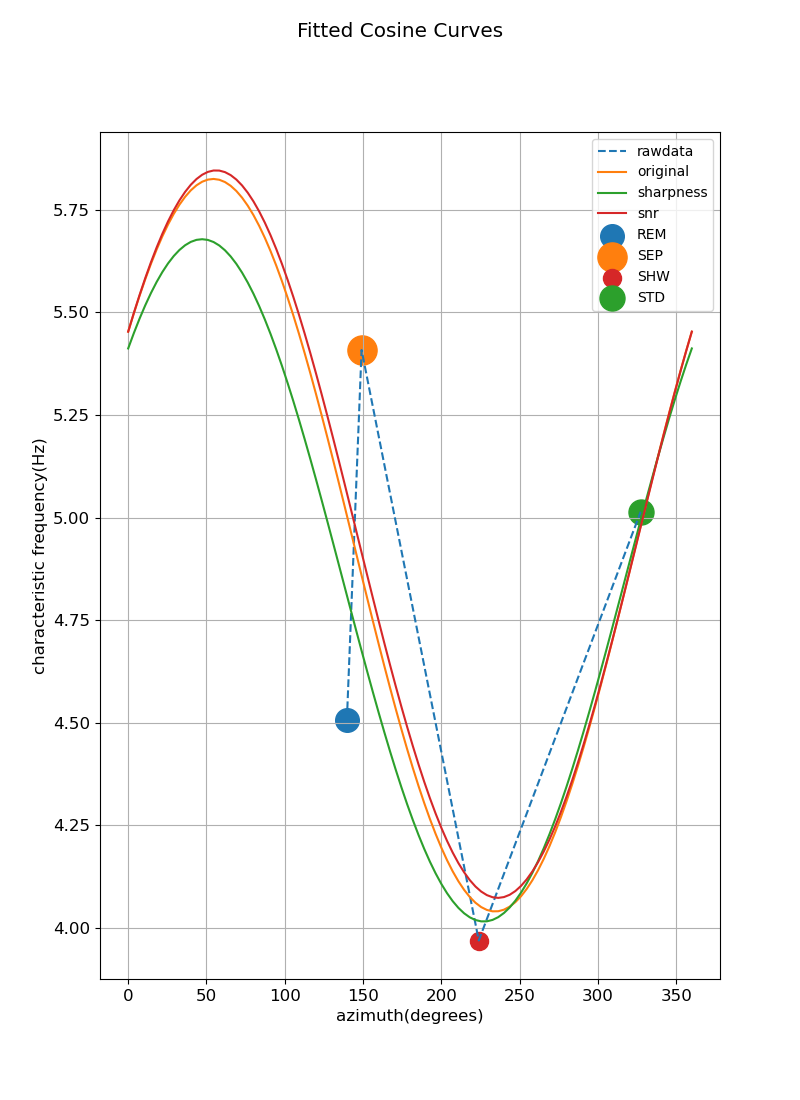 Fitted Cosine Curves
rawdata
original
sharpness
snr
REM
SEP
SHW
STD
characteristic frequency(Hz)
5.75
5.50
5.25
5.00
4.75
4.50
4.25
4.00
0 50 100 150 200 250 300 350
azimuth(degrees)